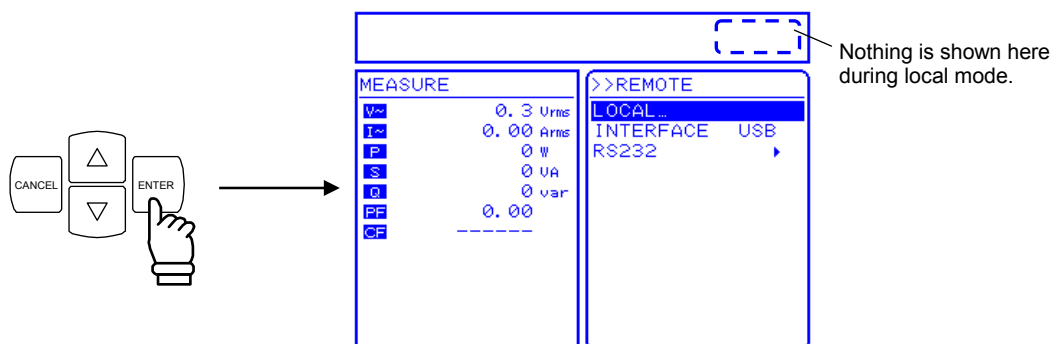 Nothing is shown here
during local mode.
MEASURE
V~ 0.3 Vrms
I~ 0.00 Arms
P 0 W
S 0 VA
Q 0 var
PF 0.00
CF ------
>>REMOTE
LOCAL…
INTERFACE USB
RS232 ▸
CANCEL
ENTER